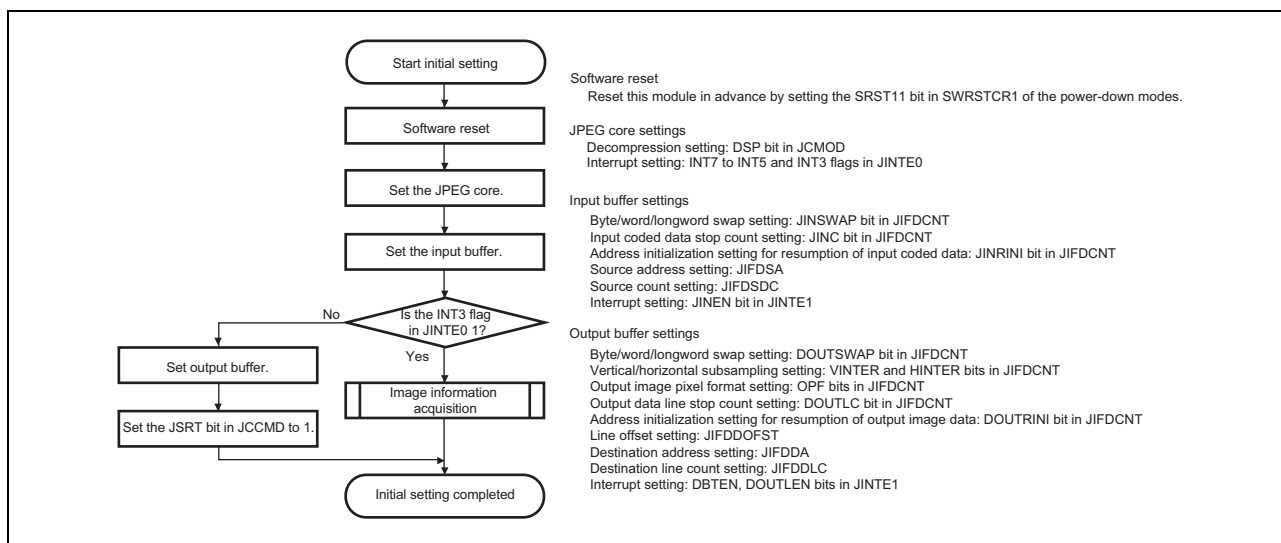 Start initial setting
Software reset
Set the JPEG core.
Set the input buffer.
Is the INT3 flag
in JINTE0 1?
No
Yes
Set output buffer.
Set the JSRT bit in JCCMD to 1.
Image information
acquisition
Initial setting completed
Software reset
Reset this module in advance by setting the SRST11 bit in SWRSTCR1 of the power-down modes.
JPEG core settings
Decompression setting: DSP bit in JCMOD
Interrupt setting: INT7 to INT5 and INT3 flags in JINTE0
Input buffer settings
Byte/word/longword swap setting: JINSWAP bit in JIFDCNT
Input coded data stop count setting: JINC bit in JIFDCNT
Address initialization setting for resumption of input coded data: JINRINI bit in JIFDCNT
Source address setting: JIFDSA
Source count setting: JIFDSDC
Interrupt setting: JINEN bit in JINTE1
Output buffer settings
Byte/word/longword swap setting: DOUTSWAP bit in JIFDCNT
Vertical/horizontal subsampling setting: VINTER and HINTER bits in JIFDCNT
Output image pixel format setting: OPF bits in JIFDCNT
Output data line stop count setting: DOUTLC bit in JIFDCNT
Address initialization setting for resumption of output image data: DOUTRINI bit in JIFDCNT
Line offset setting: JIFDDOFST
Destination address setting: JIFDDA
Destination line count setting: JIFDDLC
Interrupt setting: DBTEN, DOUTLEN bits in JINTE1